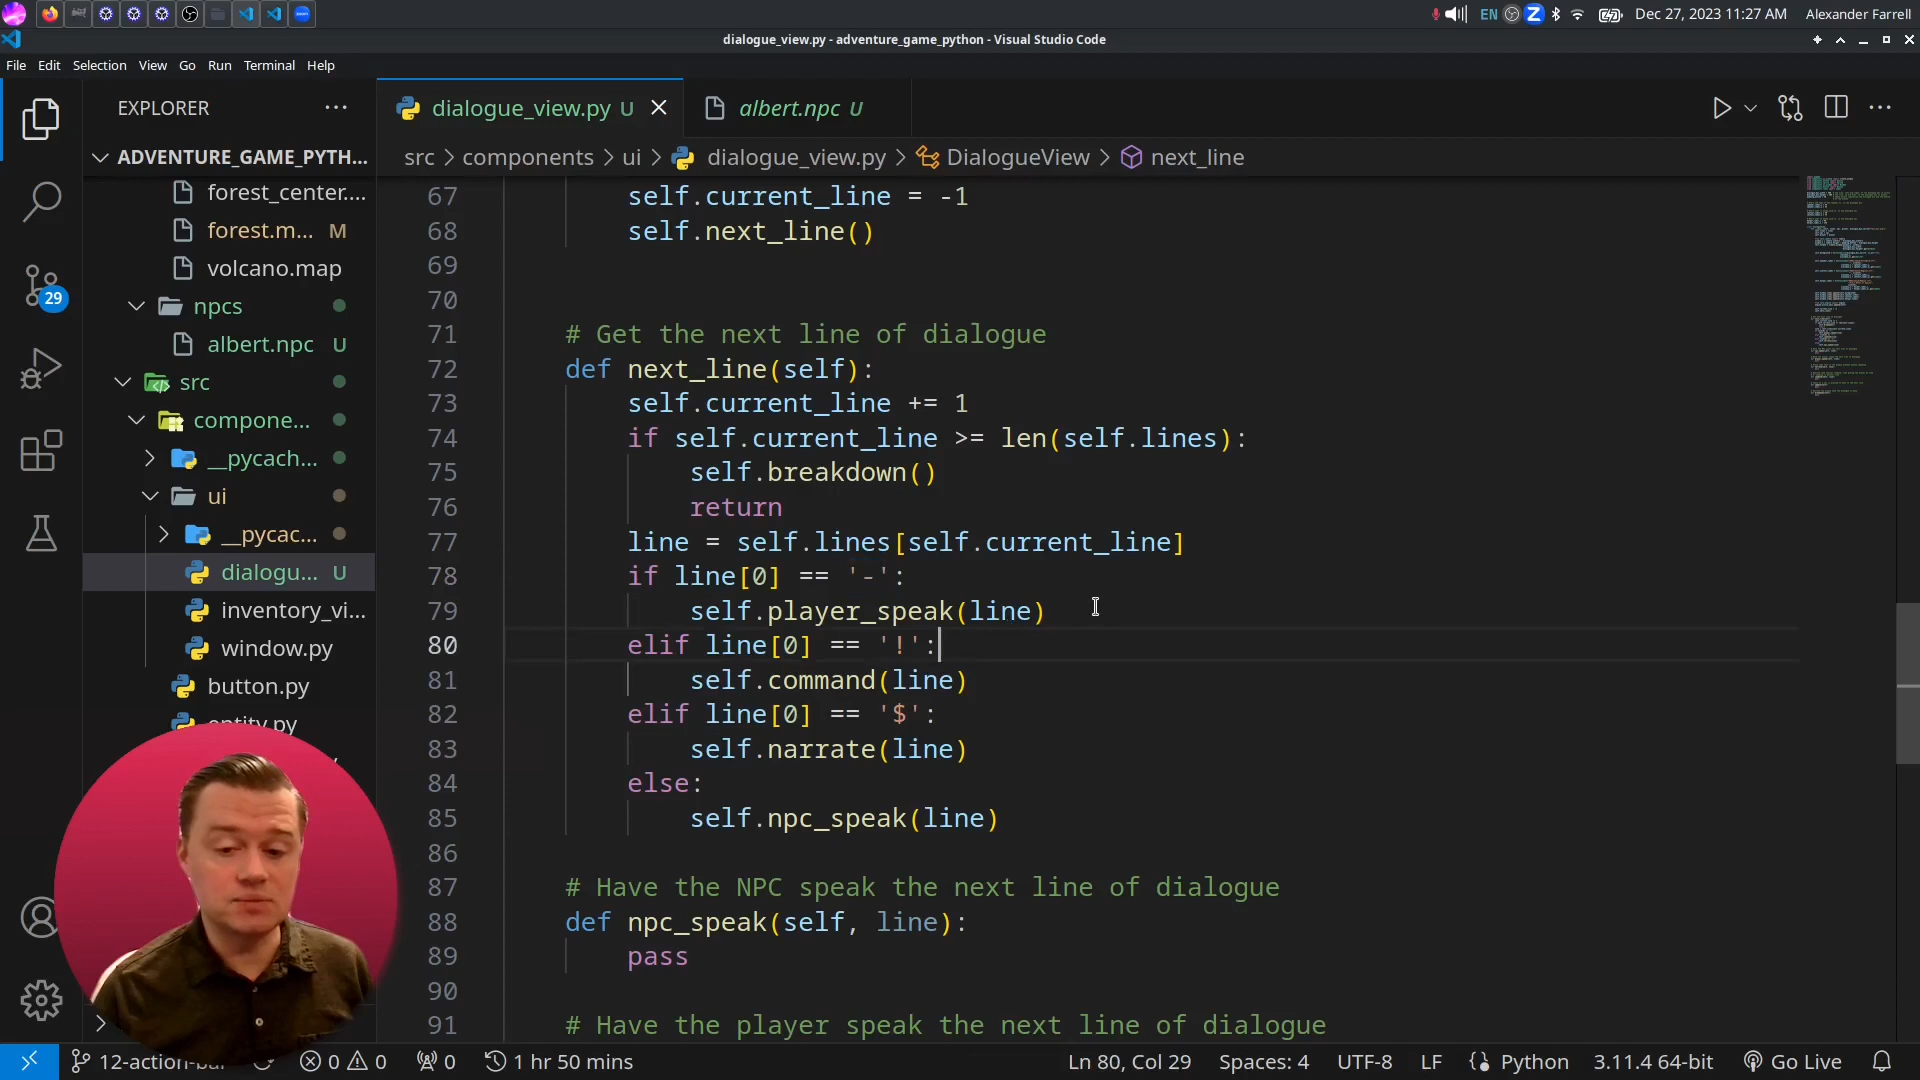 EN
Dec 27, 2023 11:27 AM
Alexander Farrell
dialogue_view.py - adventure_game_python - Visual Studio Code
File Edit Selection View Go Run Terminal Help
EXPLORER
dialogue_view.py U
albert.npc U
ADVENTURE_GAME_PYTH...
src > components > ui > dialogue_view.py > DialogueView > next_line
forest_center....
forest.m... M
volcano.map
npcs
albert.npc U
src
compone...
__pycach...
ui
__pycac...
dialogu... U
inventory_vi...
window.py
button.py
entity.py
29
67 self.current_line = -1
68 self.next_line()
69
70
71 # Get the next line of dialogue
72 def next_line(self):
73 self.current_line += 1
74 if self.current_line >= len(self.lines):
75 self.breakdown()
76 return
77 line = self.lines[self.current_line]
78 if line[0] == '-':
79 self.player_speak(line)
80 elif line[0] == '!':
81 self.command(line)
82 elif line[0] == '$':
83 self.narrate(line)
84 else:
85 self.npc_speak(line)
86
87 # Have the NPC speak the next line of dialogue
88 def npc_speak(self, line):
89 pass
90
91 # Have the player speak the next line of dialogue
12-action-bar 0 0 0 1 hr 50 mins
Ln 80, Col 29 Spaces: 4 UTF-8 LF Python 3.11.4 64-bit Go Live